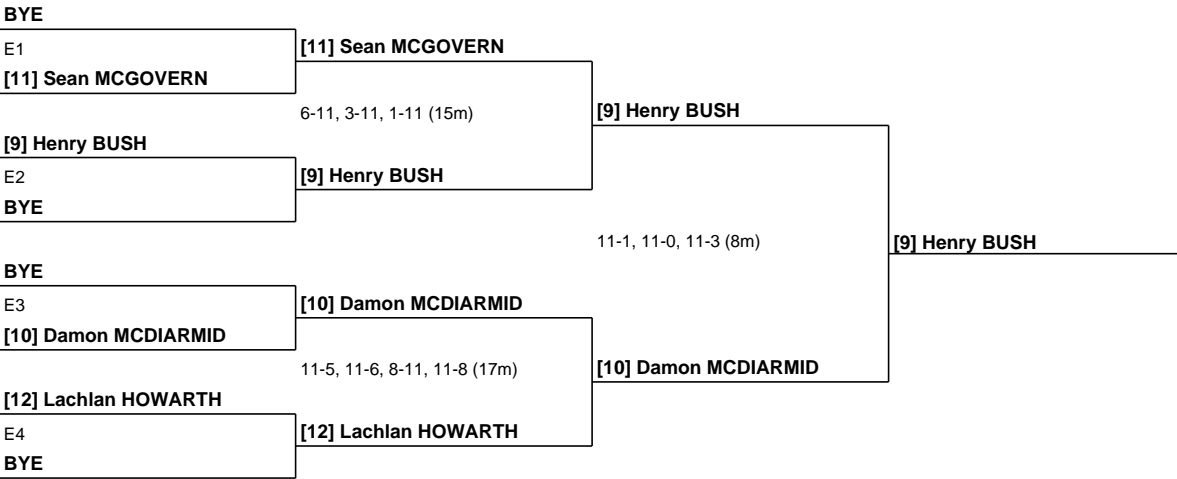 BYE
E1
[11] Sean MCGOVERN
[11] Sean MCGOVERN
6-11, 3-11, 1-11 (15m)
[9] Henry BUSH
[9] Henry BUSH
E2
[9] Henry BUSH
BYE
11-1, 11-0, 11-3 (8m)
[9] Henry BUSH
BYE
E3
[10] Damon MCDIARMID
[10] Damon MCDIARMID
11-5, 11-6, 8-11, 11-8 (17m)
[10] Damon MCDIARMID
[12] Lachlan HOWARTH
E4
[12] Lachlan HOWARTH
BYE